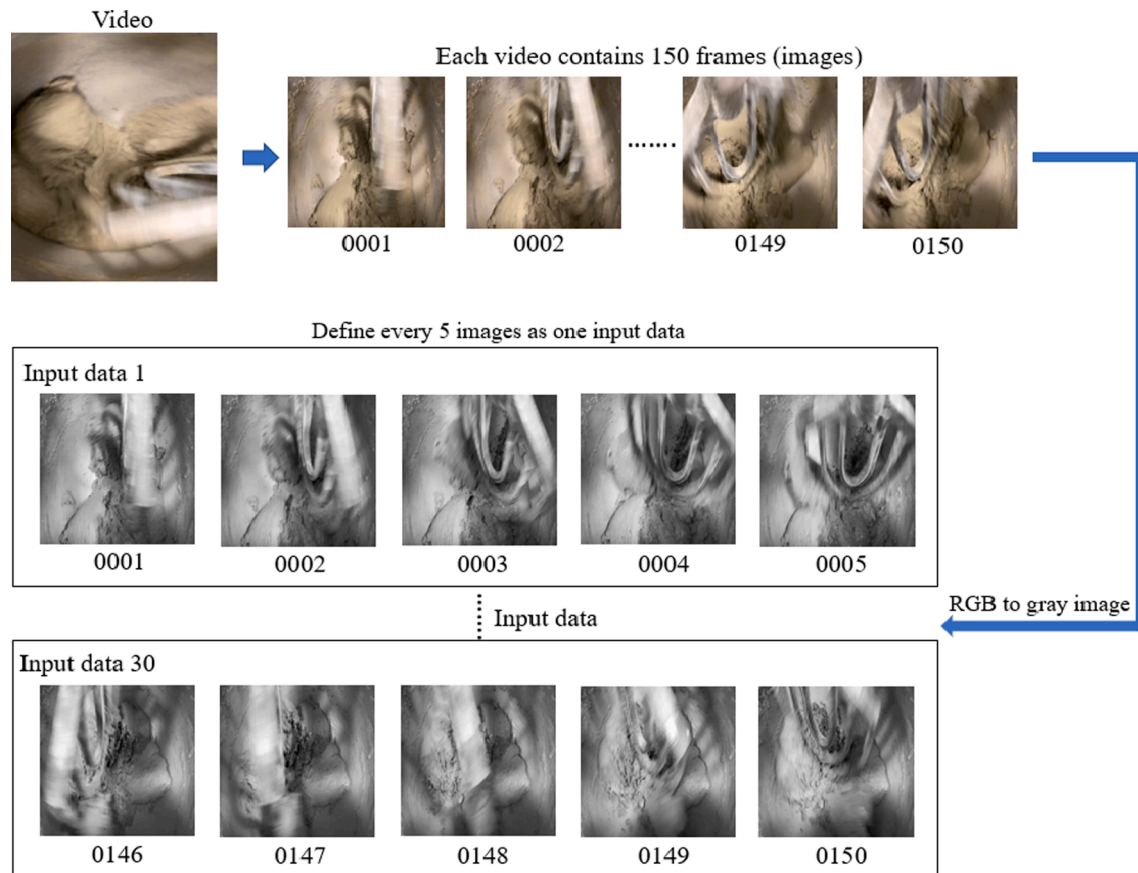 Video
Each video contains 150 frames (images)
.......
0001
0002
0149
0150
Define every 5 images as one input data
Input data 1
0001
0002
0003
0004
0005
RGB to gray image
Input data
Input data 30
0146
0147
0148
0149
0150